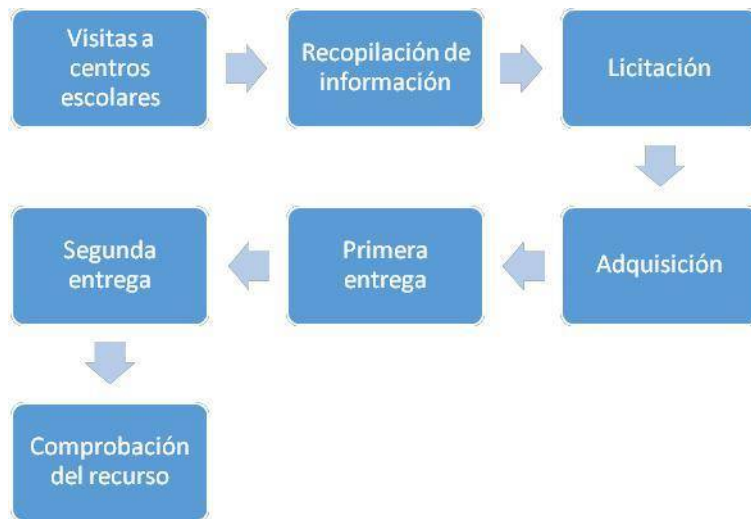 Visitas a
centros
escolares
Recopilación de
información
Licitación
Adquisición
Primera
entrega
Segunda
entrega
Comprobación
del recurso